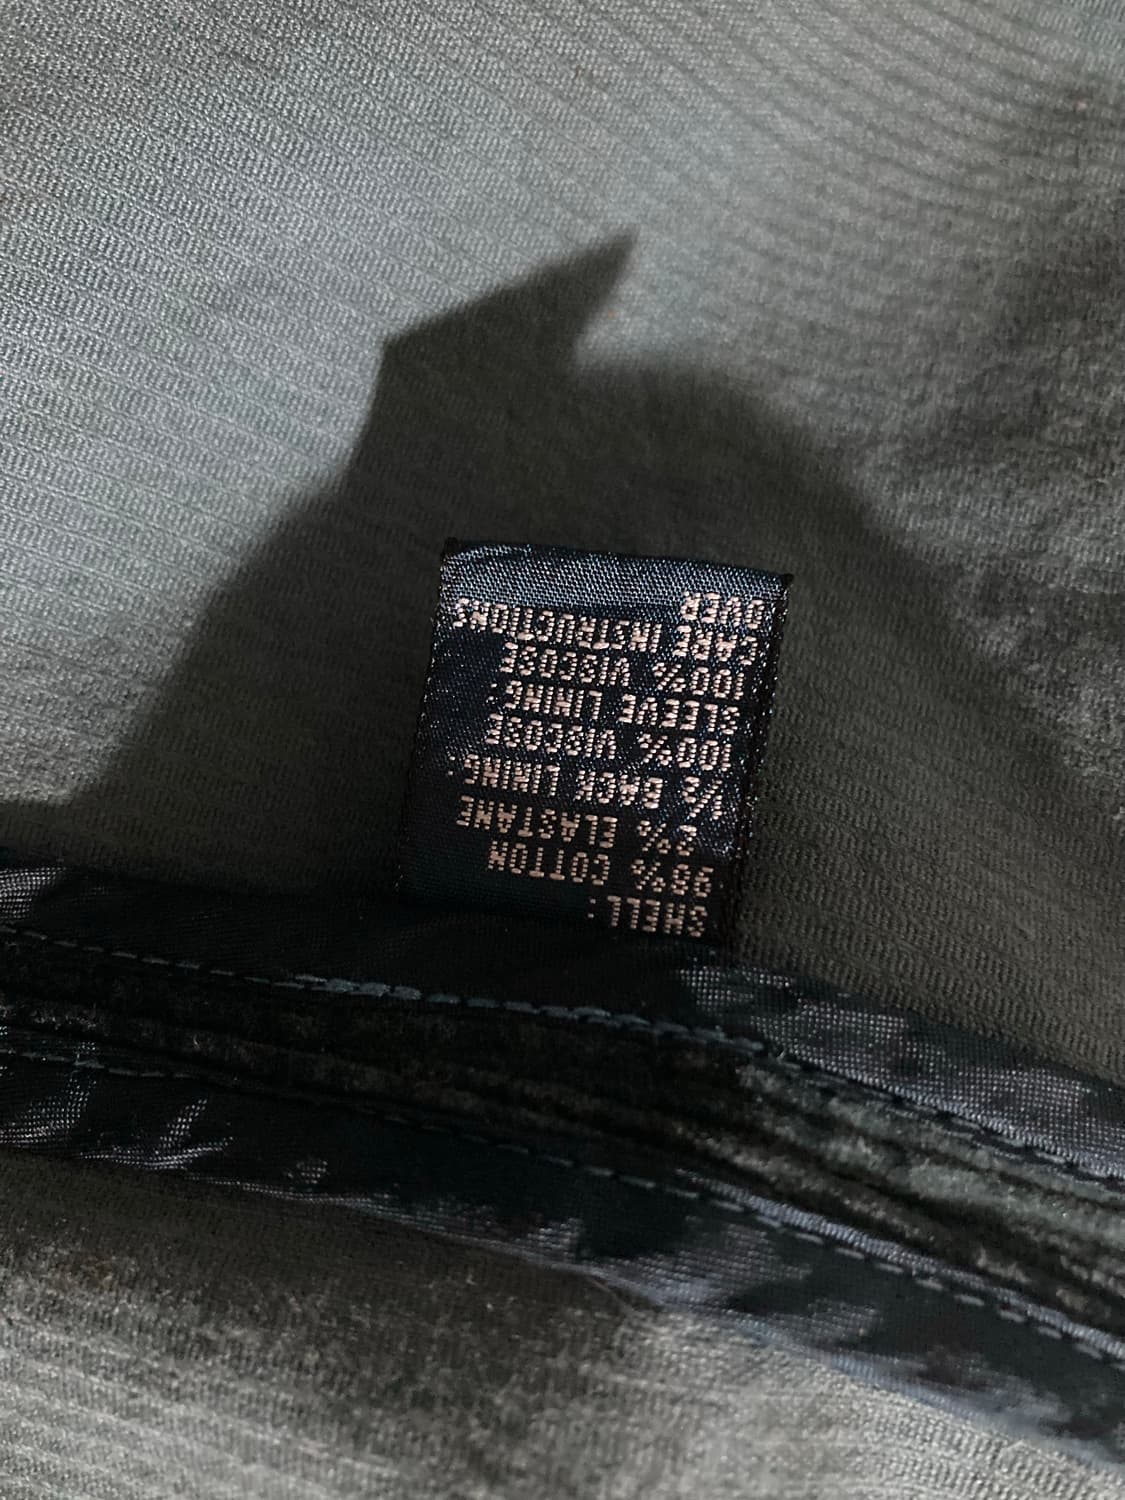 SHELL:
98% COTTON
2% ELASTANE
1/2 BACK LINING:
100% VISCOSE
SLEEVE LINING:
100% VISCOSE
CARE INSTRUCTIONS
OVER